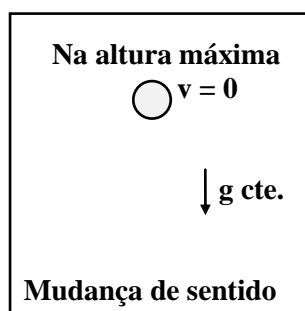 Na altura máxima
v = 0
g cte.
Mudança de sentido